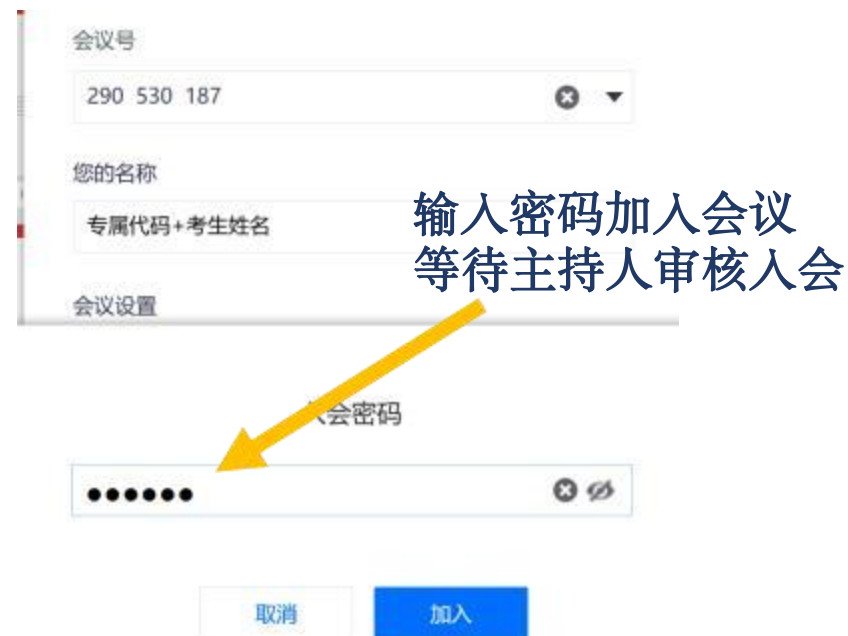 会议号
290 530 187
您的名称
专属代码+考生姓名
输入密码加入会议
等待主持人审核入会
会议设置
会密码
●●●●●●
取消
加入